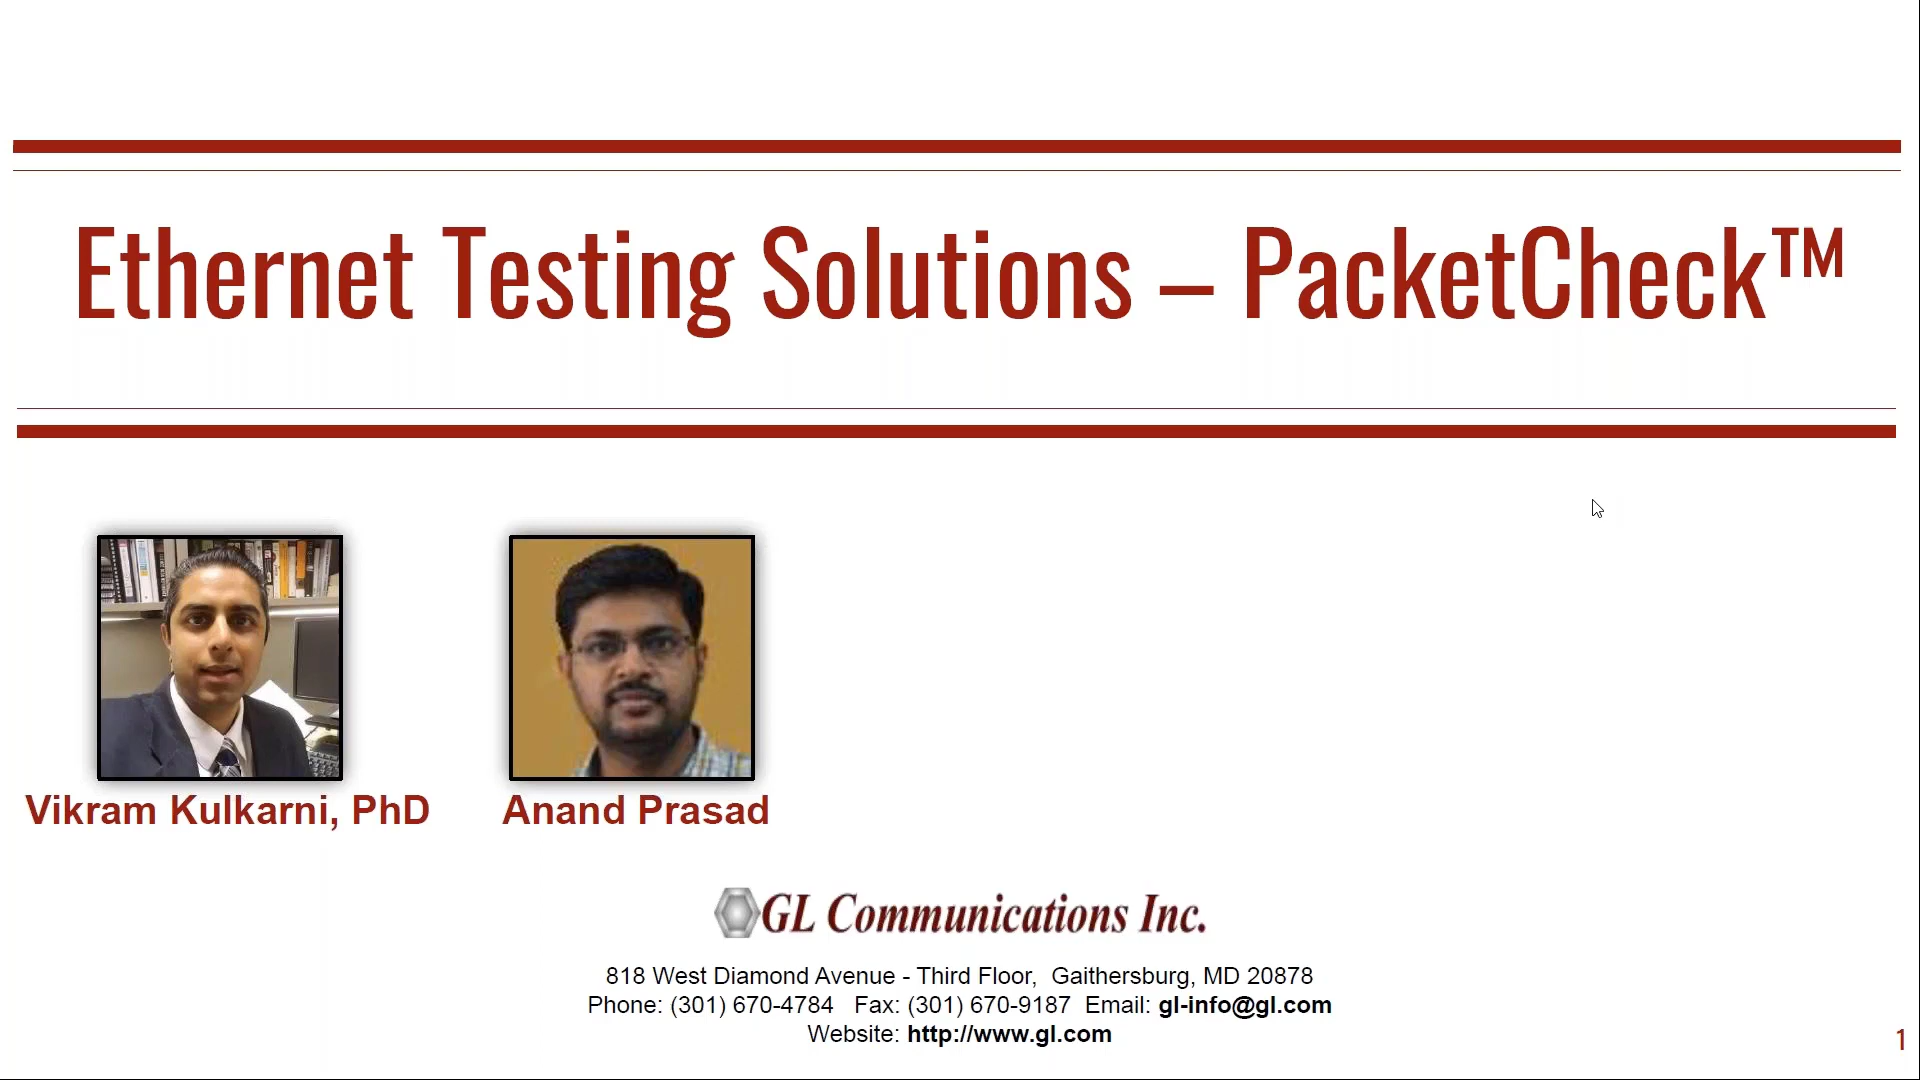 Ethernet Testing Solutions – PacketCheck™
Vikram Kulkarni, PhD
Anand Prasad
GL Communications Inc.
818 West Diamond Avenue - Third Floor, Gaithersburg, MD 20878
Phone: (301) 670-4784 Fax: (301) 670-9187 Email: gl-info@gl.com
Website: http://www.gl.com
1